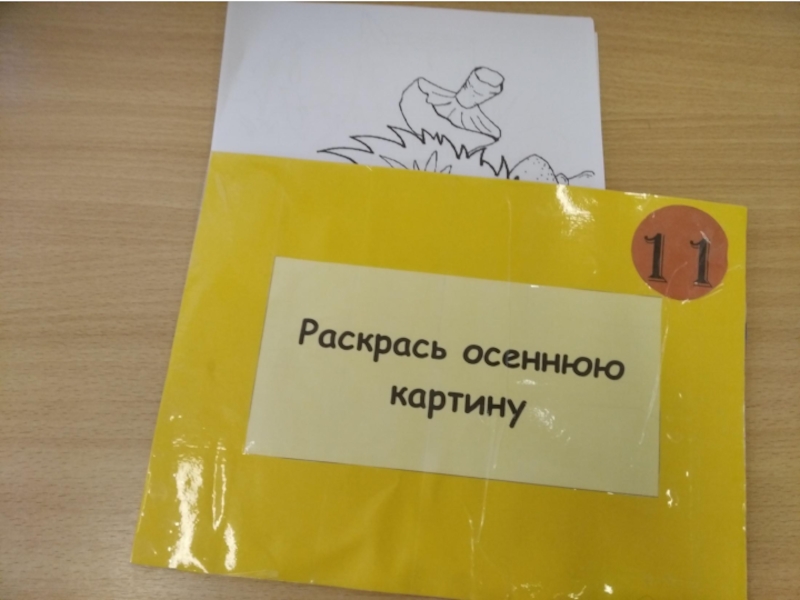 11
Раскрась осеннюю
картину